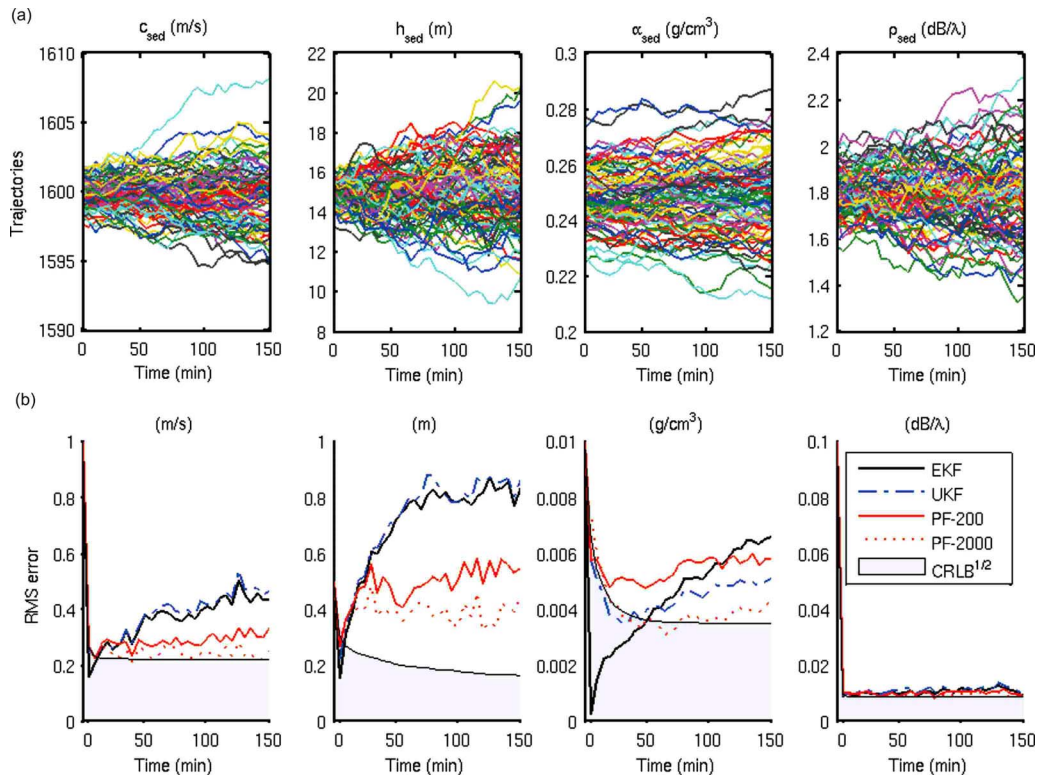 (a)
c_sed (m/s)
h_sed (m)
α_sed (g/cm³)
ρ_sed (dB/λ)
Trajectories
1610
1605
1600
1595
1590
0 50 100 150
Time (min)
22
20
18
16
14
12
10
8
0 50 100 150
Time (min)
0.3
0.28
0.26
0.24
0.22
0.2
0 50 100 150
Time (min)
2.4
2.2
2
1.8
1.6
1.4
1.2
0 50 100 150
Time (min)
(b)
(m/s)
(m)
(g/cm³)
(dB/λ)
RMS error
1
0.8
0.6
0.4
0.2
0
0 50 100 150
Time (min)
1
0.8
0.6
0.4
0.2
0
0 50 100 150
Time (min)
0.01
0.008
0.006
0.004
0.002
0
0 50 100 150
Time (min)
0.1
0.08
0.06
0.04
0.02
0
0 50 100 150
Time (min)
EKF
UKF
PF-200
PF-2000
CRLB^1/2